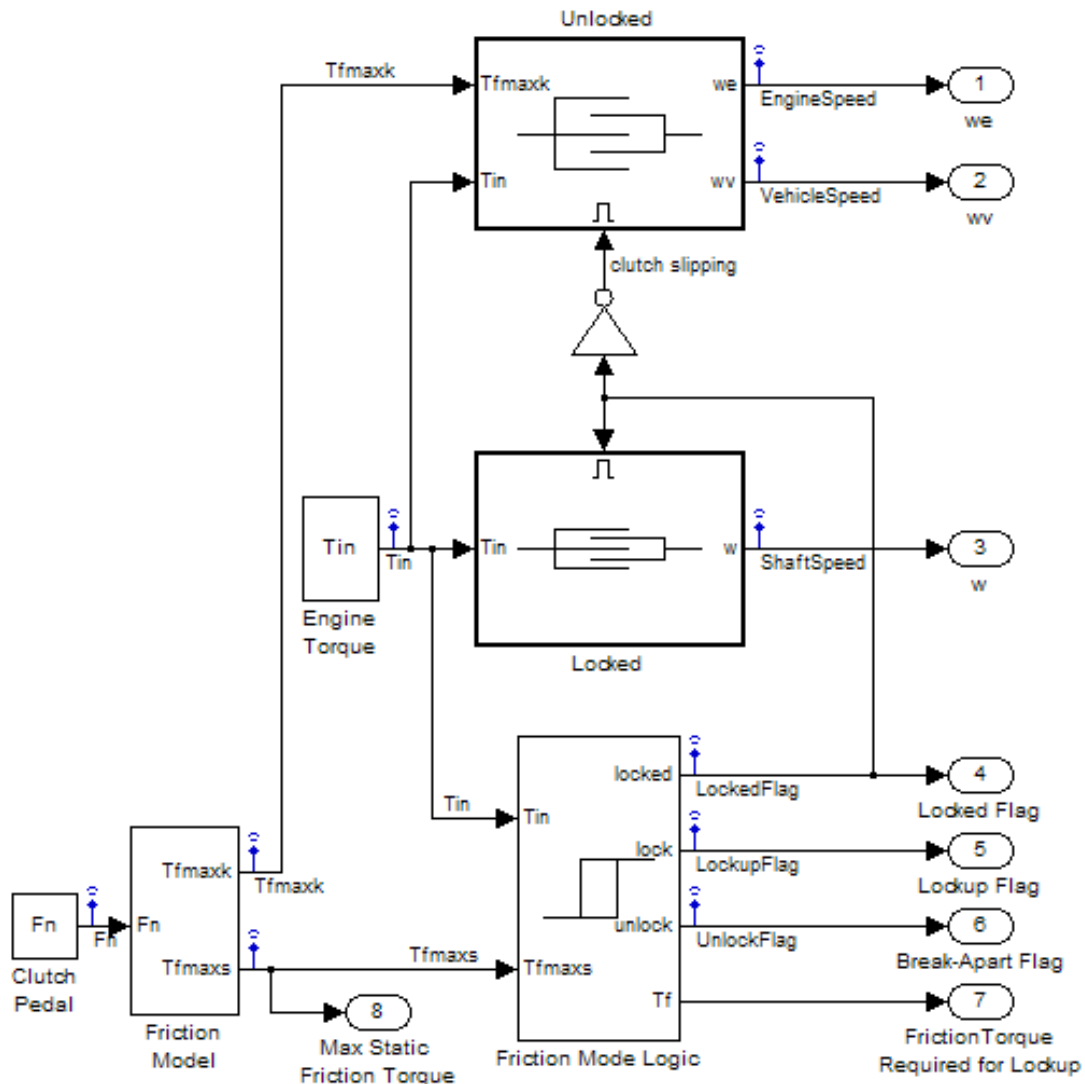 Unlocked
Tfmaxk
Tfmaxk
we
EngineSpeed
1
we
Tin
wv
VehicleSpeed
2
wv
clutch slipping
Tin
Tin
Engine
Torque
Tin
w
ShaftSpeed
3
w
Locked
locked
LockedFlag
4
Locked Flag
Tin
Tin
lock
LockupFlag
5
Lockup Flag
unlock
UnlockFlag
6
Break-Apart Flag
Fn
Fn
Clutch
Pedal
Fn
Tfmaxk
Tfmaxk
Tfmaxs
Friction
Model
Tfmaxs
Tfmaxs
8
Max Static
Friction Torque
Tf
7
FrictionTorque
Required for Lockup
Friction Mode Logic